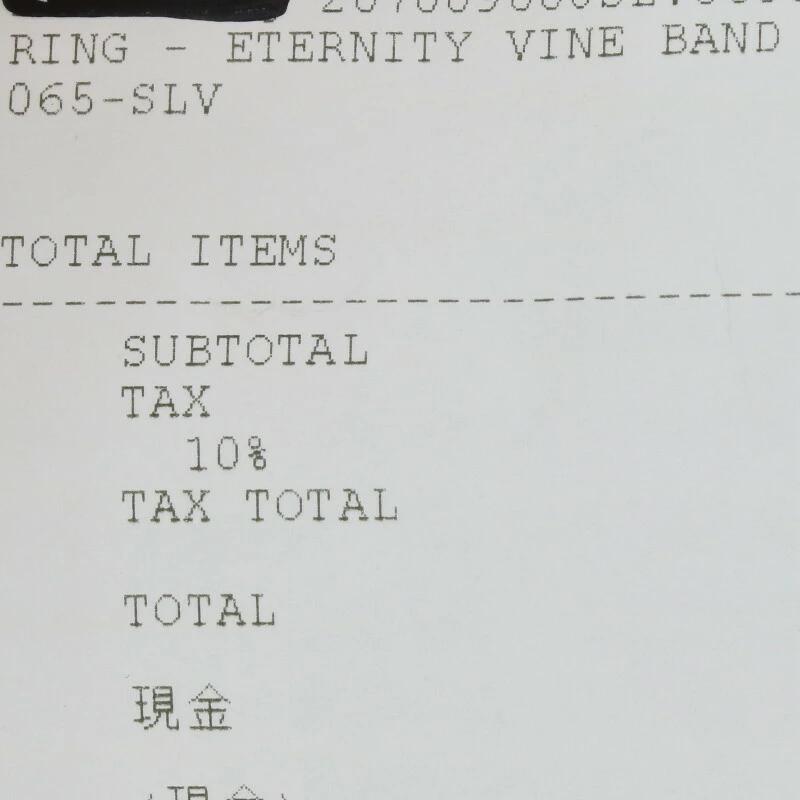 RING - ETERNITY VINE BAND
065-SLV
TOTAL ITEMS
SUBTOTAL
TAX
10%
TAX TOTAL
TOTAL
現金